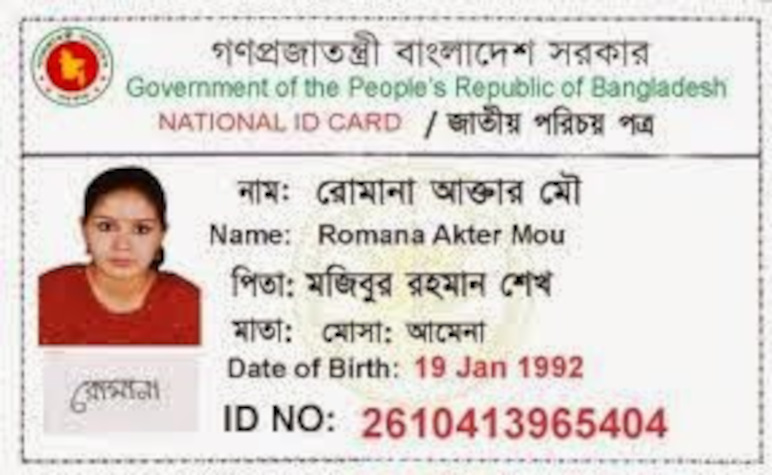 গণপ্রজাতন্ত্রী বাংলাদেশ সরকার
Government of the People's Republic of Bangladesh
NATIONAL ID CARD / জাতীয় পরিচয় পত্র
নাম: রোমানা আক্তার মৌ
Name: Romana Akter Mou
পিতা: মজিবুর রহমান শেখ
মাতা: মোসা: আমেনা
Date of Birth: 19 Jan 1992
রোমানা
ID NO: 2610413965404